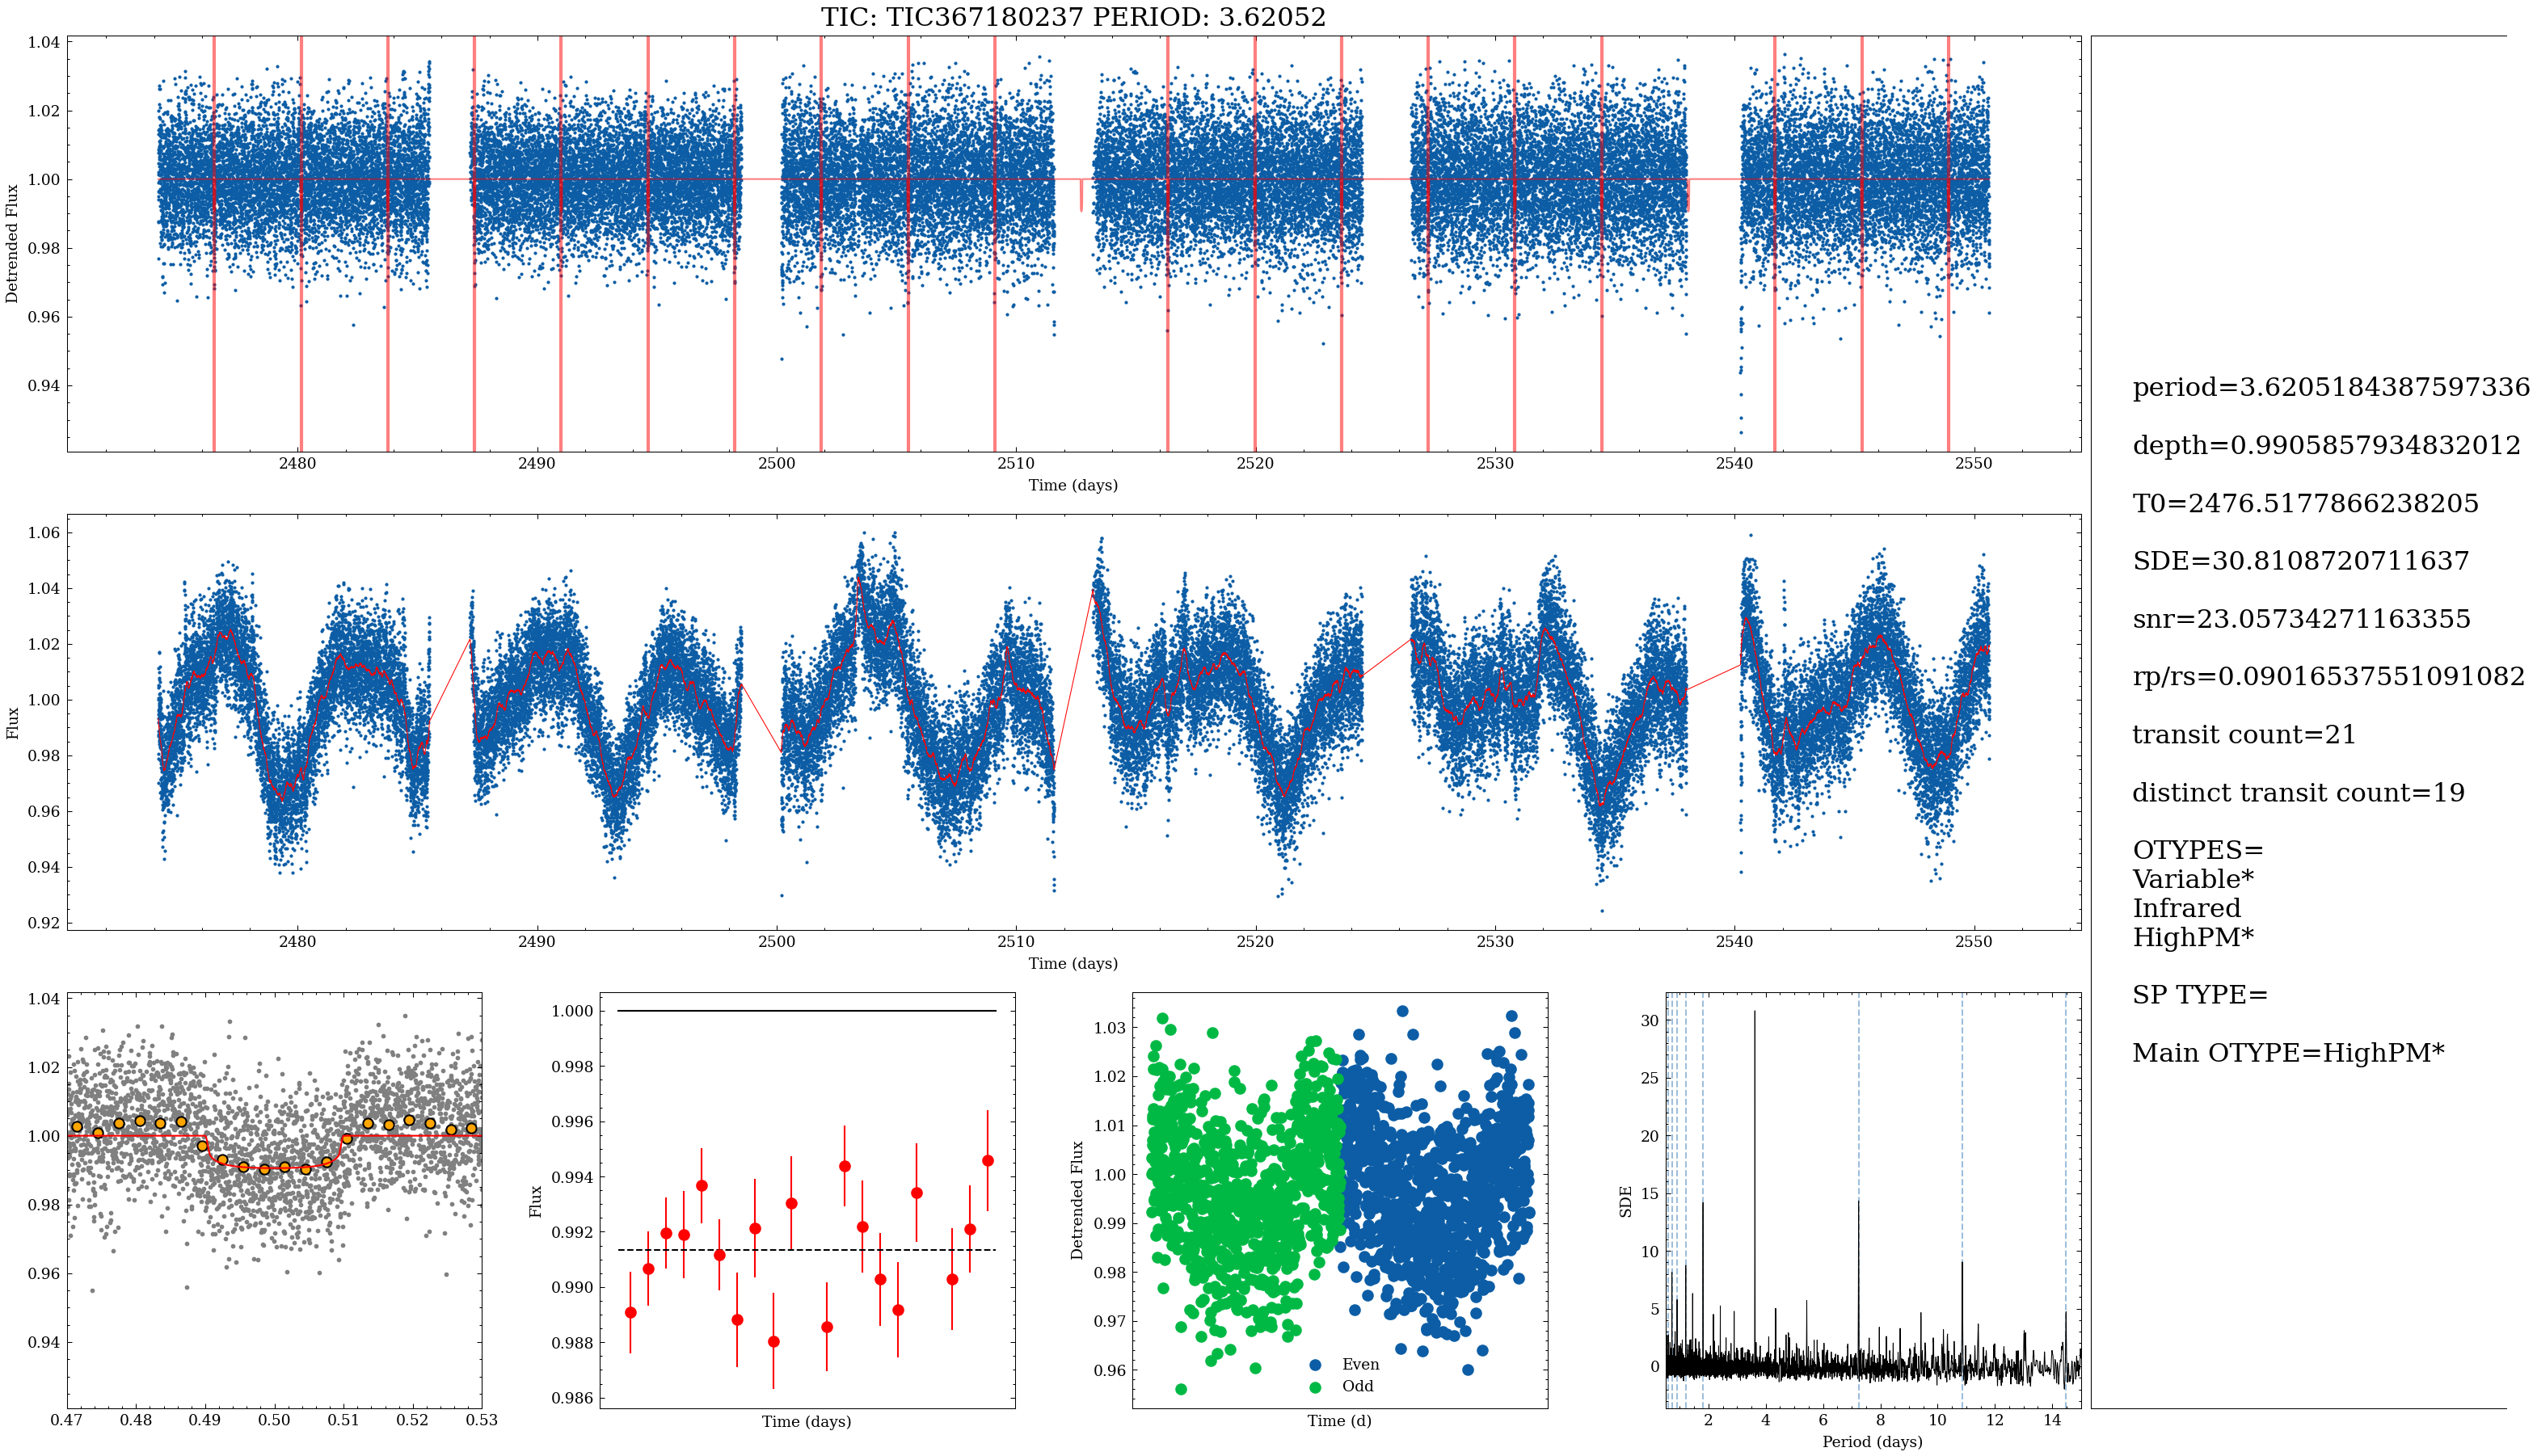 TIC: TIC367180237 PERIOD: 3.62052
1.04
1.02
1.00
0.98
0.96
0.94
Detrended Flux
2480 2490 2500 2510 2520 2530 2540 2550
Time (days)
1.06
1.04
1.02
1.00
0.98
0.96
0.94
0.92
Flux
2480 2490 2500 2510 2520 2530 2540 2550
Time (days)
1.04
1.02
1.00
0.98
0.96
0.94
0.47 0.48 0.49 0.50 0.51 0.52 0.53
1.000
0.998
0.996
0.994
0.992
0.990
0.988
0.986
Flux
Time (days)
1.03
1.02
1.01
1.00
0.99
0.98
0.97
0.96
Detrended Flux
Even
Odd
Time (d)
30
25
20
15
10
5
0
SDE
2 4 6 8 10 12 14
Period (days)
period=3.6205184387597336
depth=0.9905857934832012
T0=2476.5177866238205
SDE=30.8108720711637
snr=23.05734271163355
rp/rs=0.09016537551091082
transit count=21
distinct transit count=19
OTYPES=
Variable*
Infrared
HighPM*
SP TYPE=
Main OTYPE=HighPM*